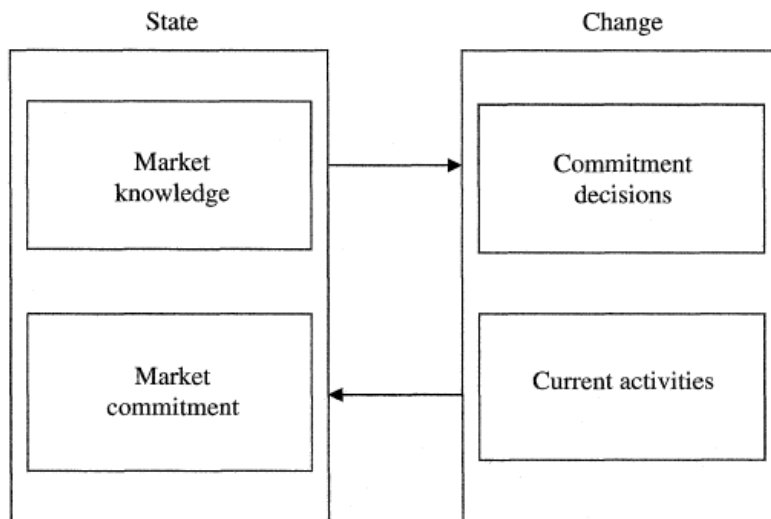 State
Change
Market
knowledge
Commitment
decisions
Market
commitment
Current activities